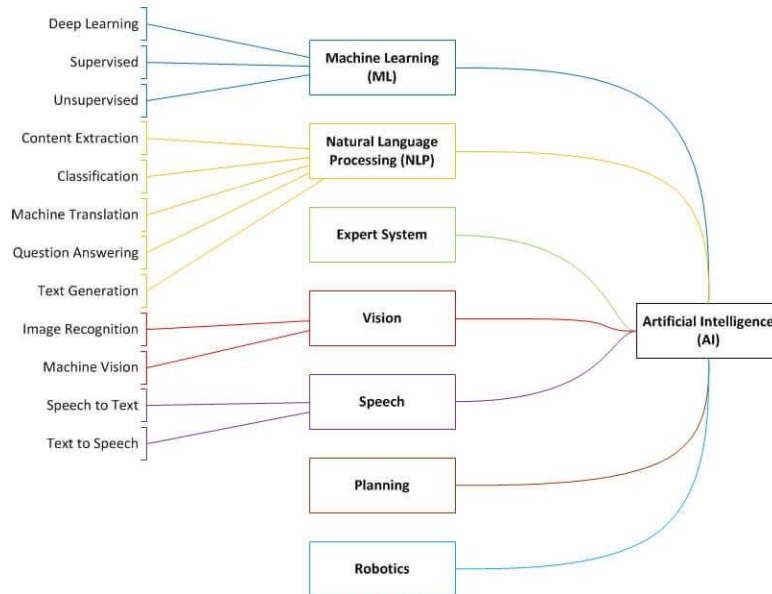 Deep Learning
Supervised
Unsupervised
Content Extraction
Classification
Machine Translation
Question Answering
Text Generation
Image Recognition
Machine Vision
Speech to Text
Text to Speech
Machine Learning
(ML)
Natural Language
Processing (NLP)
Expert System
Vision
Speech
Planning
Robotics
Artificial Intelligence
(AI)